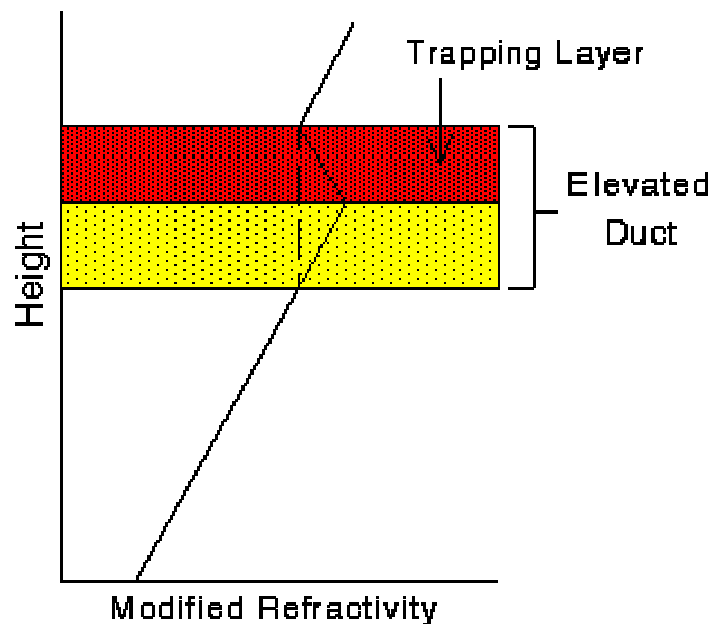 Trapping Layer
Elevated
Duct
Height
Modified Refractivity